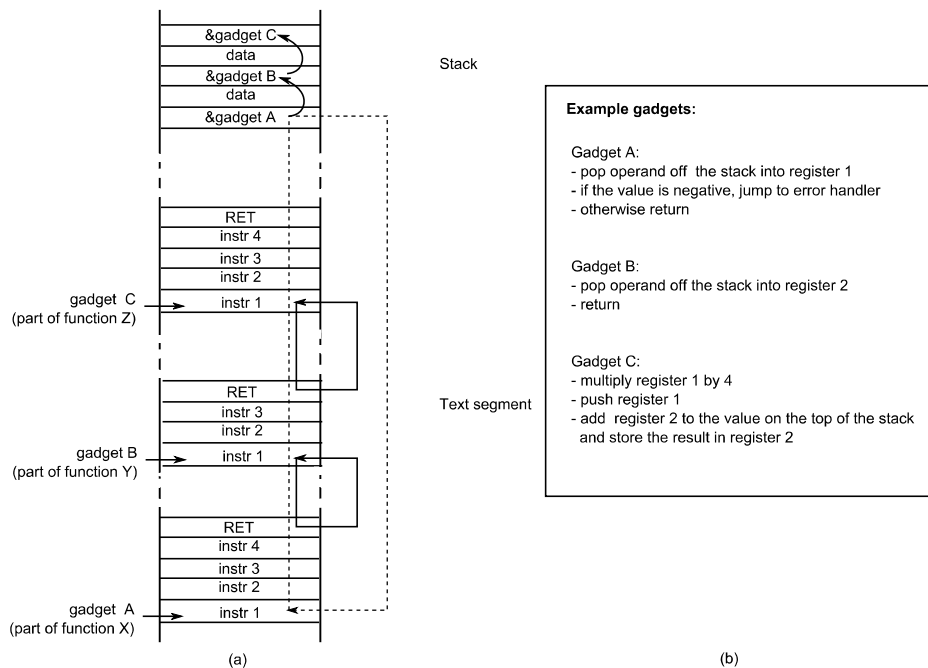 &gadget C
data
&gadget B
data
&gadget A
Stack
RET
instr 4
instr 3
instr 2
instr 1
gadget C
(part of function Z)
RET
instr 3
instr 2
instr 1
gadget B
(part of function Y)
Text segment
RET
instr 4
instr 3
instr 2
instr 1
gadget A
(part of function X)
(a)
Example gadgets:
Gadget A:
- pop operand off the stack into register 1
- if the value is negative, jump to error handler
- otherwise return
Gadget B:
- pop operand off the stack into register 2
- return
Gadget C:
- multiply register 1 by 4
- push register 1
- add register 2 to the value on the top of the stack
and store the result in register 2
(b)